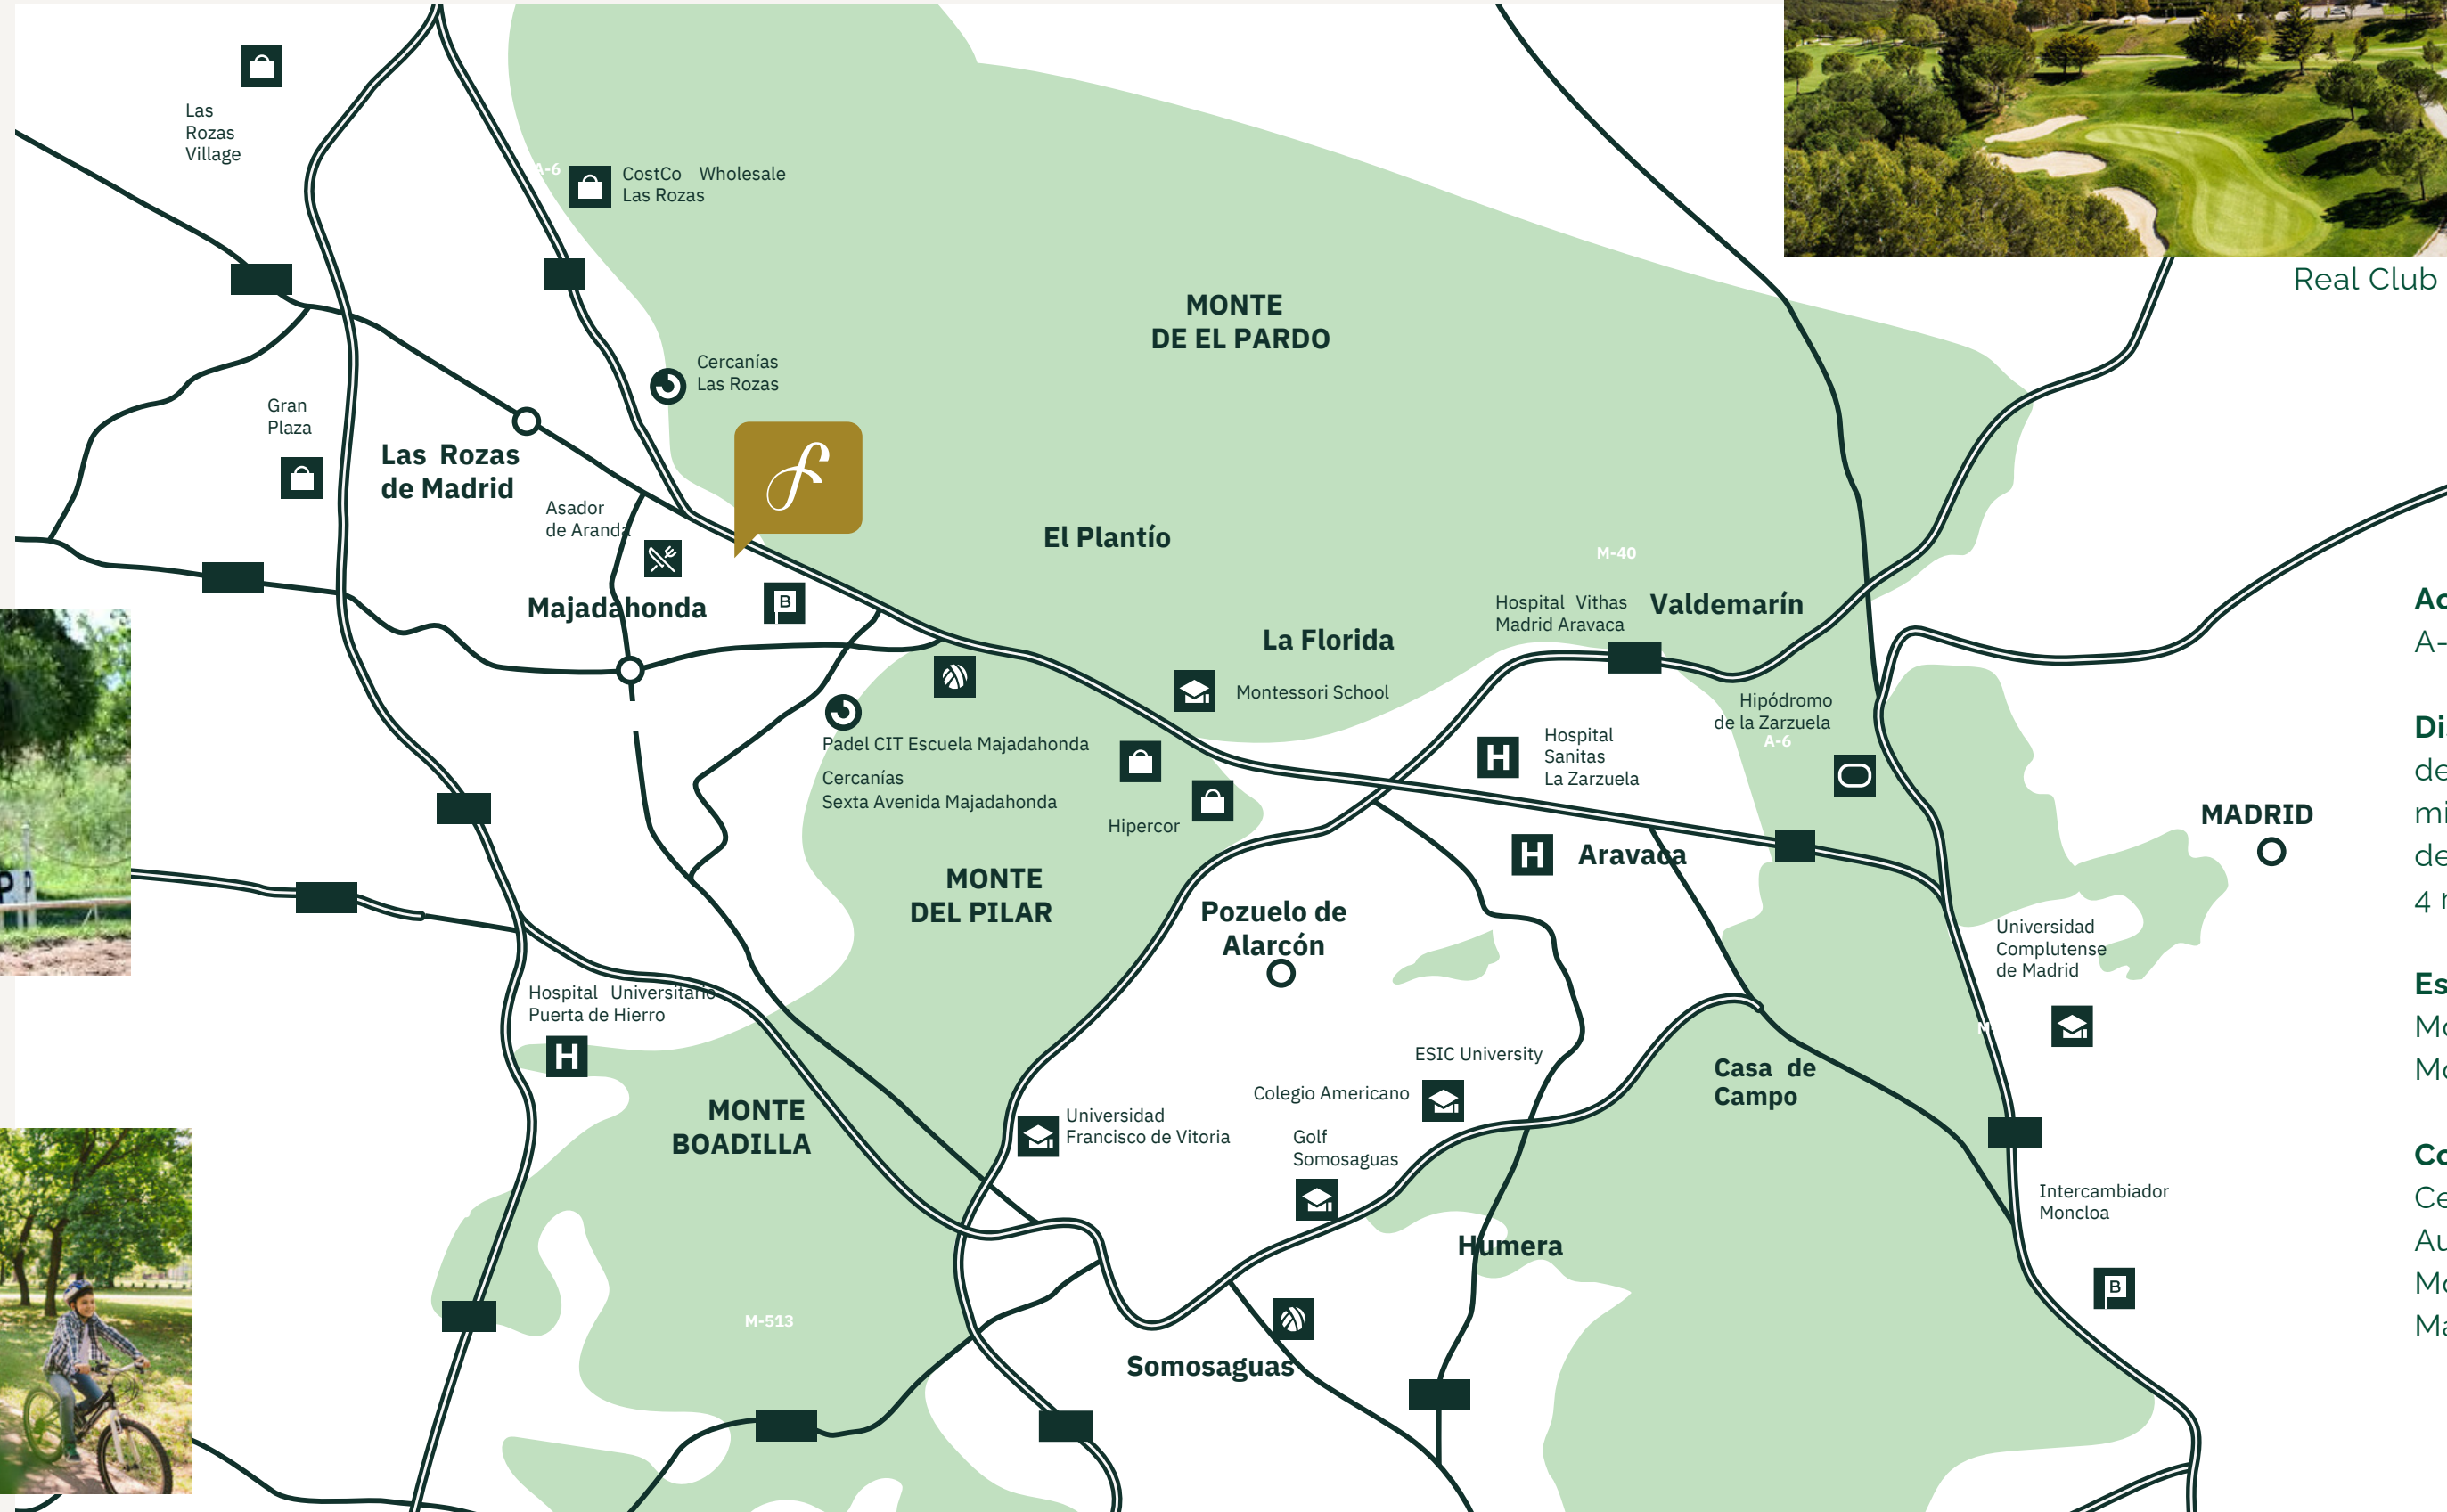 Las
Rozas
Village
A-6
CostCo Wholesale
Las Rozas
Real Club
MONTE
DE EL PARDO
Cercanías
Las Rozas
Gran
Plaza
Las Rozas
de Madrid
Asador
de Aranda
El Plantío
M-40
Majadahonda
B
Hospital Vithas
Madrid Aravaca
Valdemarín
La Florida
Montessori School
Hipódromo
de la Zarzuela
A-6
Padel CIT Escuela Majadahonda
Cercanías
Sexta Avenida Majadahonda
H
Hospital
Sanitas
La Zarzuela
Hipercor
MADRID
H
Aravaca
MONTE
DEL PILAR
Pozuelo de
Alarcón
Universidad
Complutense
de Madrid
Hospital Universitario
Puerta de Hierro
H
ESIC University
Colegio Americano
Casa de
Campo
MONTE
BOADILLA
Universidad
Francisco de Vitoria
Golf
Somosaguas
Intercambiador
Moncloa
Humera
B
M-513
Somosaguas